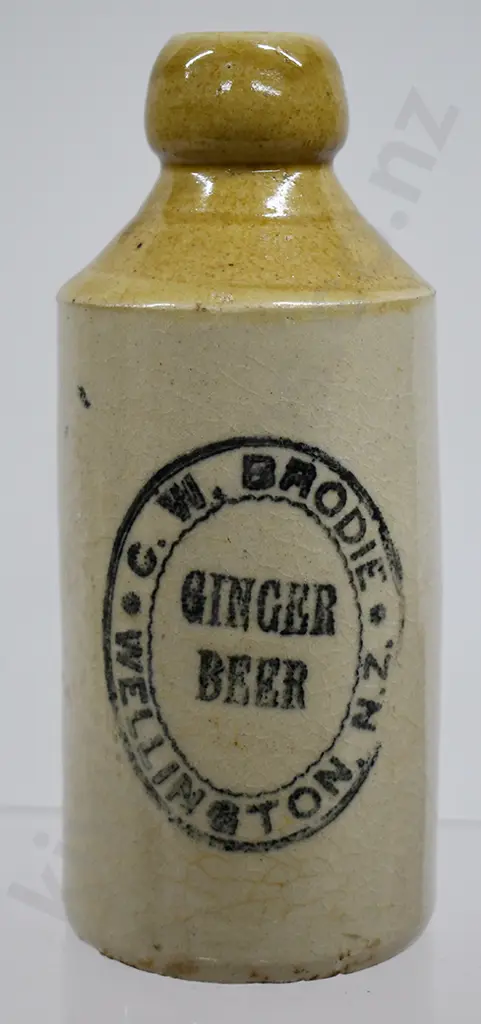 G. W. BRODIE
GINGER
BEER
WELLINGTON. N.Z.